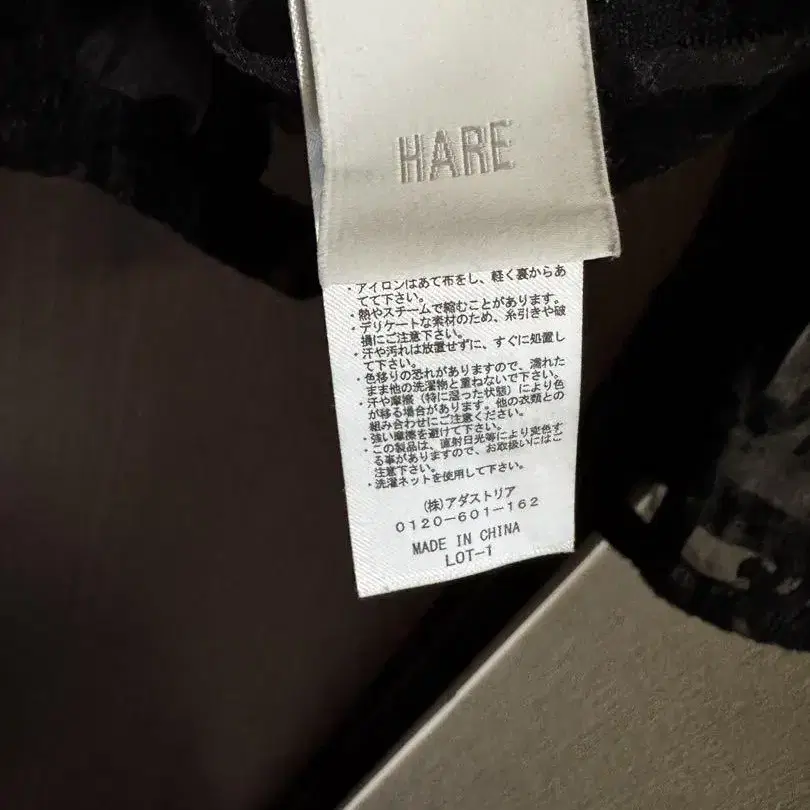 HARE
・アイロンはあて布をし、軽く裏からあ
てて下さい。
・熱やスチームで縮むことがあります。
・デリケートな素材のため、糸引きや破
損にご注意下さい。
・汗や汚れは放置せずに、すぐに処置し
て下さい。
・色移りの恐れがありますので、濡れた
まま他の洗濯物と重ねないで下さい。
・汗や摩擦（特に湿った状態）により色
が移る場合があります。他の衣類との
組み合わせにご注意ください。
・強い摩擦を避けて下さい。
・この製品は、直射日光等により変色す
る事がありますので、お取扱いにはご
注意下さい。
・洗濯ネットを使用して下さい。
(株)アダストリア
0120-601-162
MADE IN CHINA
LOT-1